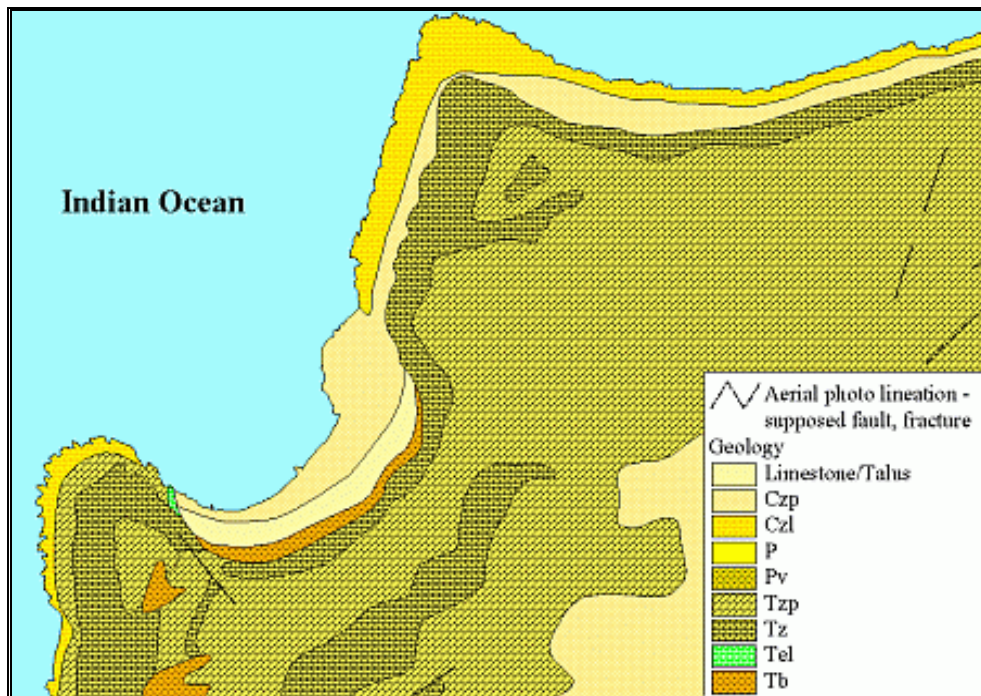 Indian Ocean
Aerial photo lineation -
supposed fault, fracture
Geology
Limestone/Talus
Czp
Czl
P
Pv
Tzp
Tz
Tel
Tb